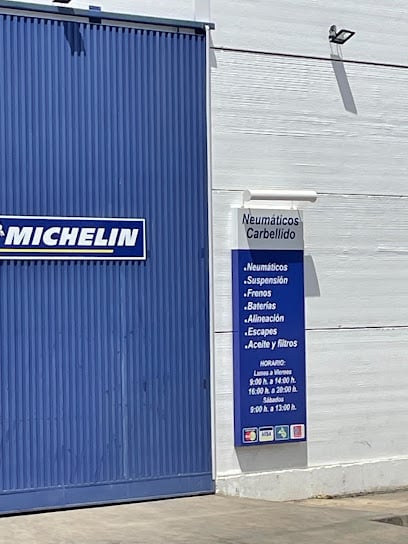 MICHELIN
Neumáticos
Carbellido
.Neumáticos
.Suspensión
.Frenos
.Baterías
.Alineación
.Escapes
.Aceite y filtros
HORARIO:
Lunes a Viernes
9:00 h. a 14:00 h.
16:00 h. a 20:00 h.
Sábados
9:00 h. a 13:00 h.
VISA